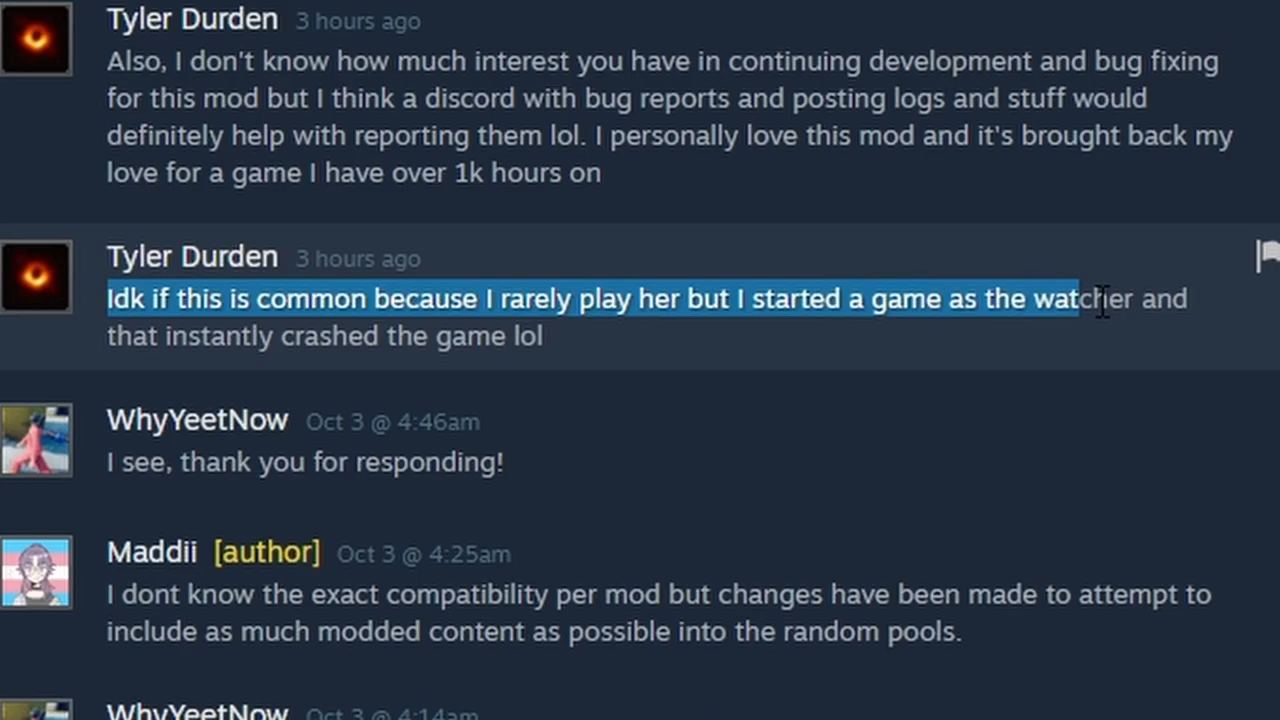 Tyler Durden 3 hours ago
Also, I don't know how much interest you have in continuing development and bug fixing
for this mod but I think a discord with bug reports and posting logs and stuff would
definitely help with reporting them lol. I personally love this mod and it's brought back my
love for a game I have over 1k hours on
Tyler Durden 3 hours ago
Idk if this is common because I rarely play her but I started a game as the watcher and
that instantly crashed the game lol
WhyYeetNow Oct 3 @ 4:46am
I see, thank you for responding!
Maddii [author] Oct 3 @ 4:25am
I dont know the exact compatibility per mod but changes have been made to attempt to
include as much modded content as possible into the random pools.
WhyYeetNow Oct 3 @ 4:14am